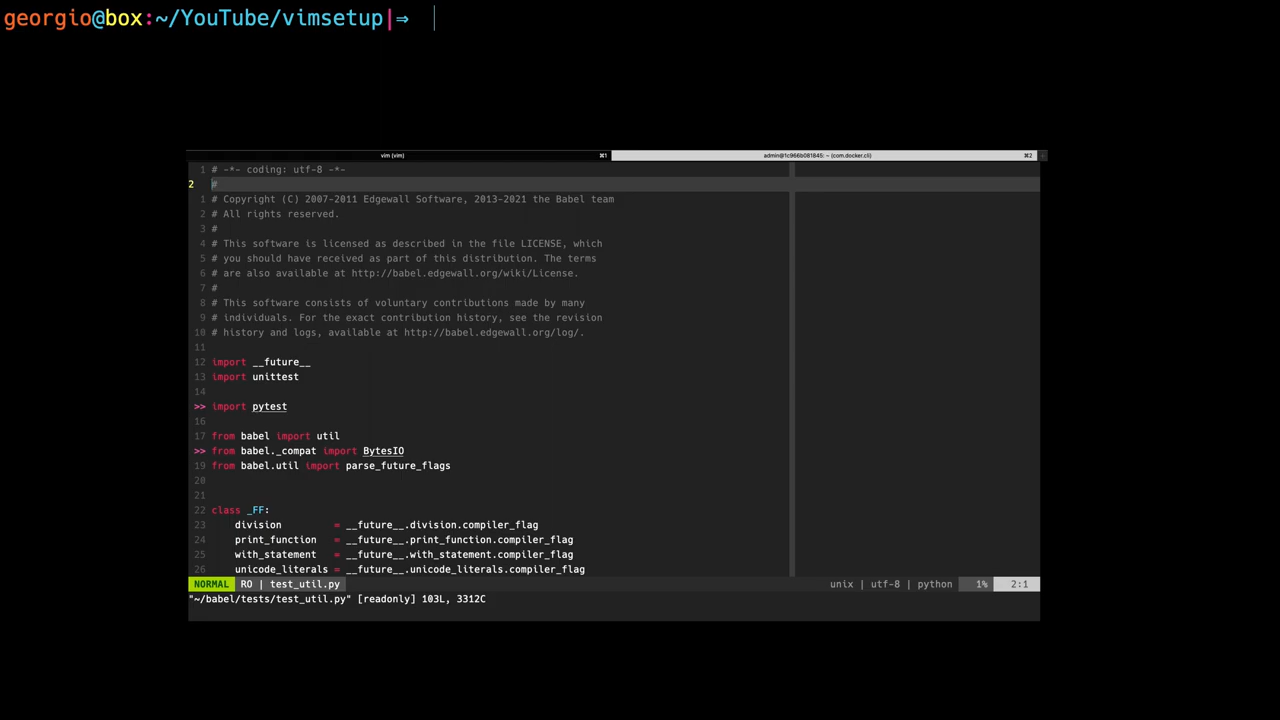 georgio@box:~/YouTube/vimsetup|⇒
vim (vim) ⌘1 admin@1c966b081845: ~ (com.docker.cli) ⌘2 +
1 # -*- coding: utf-8 -*-
2 #
1 # Copyright (C) 2007-2011 Edgewall Software, 2013-2021 the Babel team
2 # All rights reserved.
3 #
4 # This software is licensed as described in the file LICENSE, which
5 # you should have received as part of this distribution. The terms
6 # are also available at http://babel.edgewall.org/wiki/License.
7 #
8 # This software consists of voluntary contributions made by many
9 # individuals. For the exact contribution history, see the revision
10 # history and logs, available at http://babel.edgewall.org/log/.
11
12 import __future__
13 import unittest
14
>> import pytest
16
17 from babel import util
>> from babel._compat import BytesIO
19 from babel.util import parse_future_flags
20
21
22 class _FF:
23 division = __future__.division.compiler_flag
24 print_function = __future__.print_function.compiler_flag
25 with_statement = __future__.with_statement.compiler_flag
26 unicode_literals = __future__.unicode_literals.compiler_flag
NORMAL RO | test_util.py unix | utf-8 | python 1% 2:1
"~/babel/tests/test_util.py" [readonly] 103L, 3312C